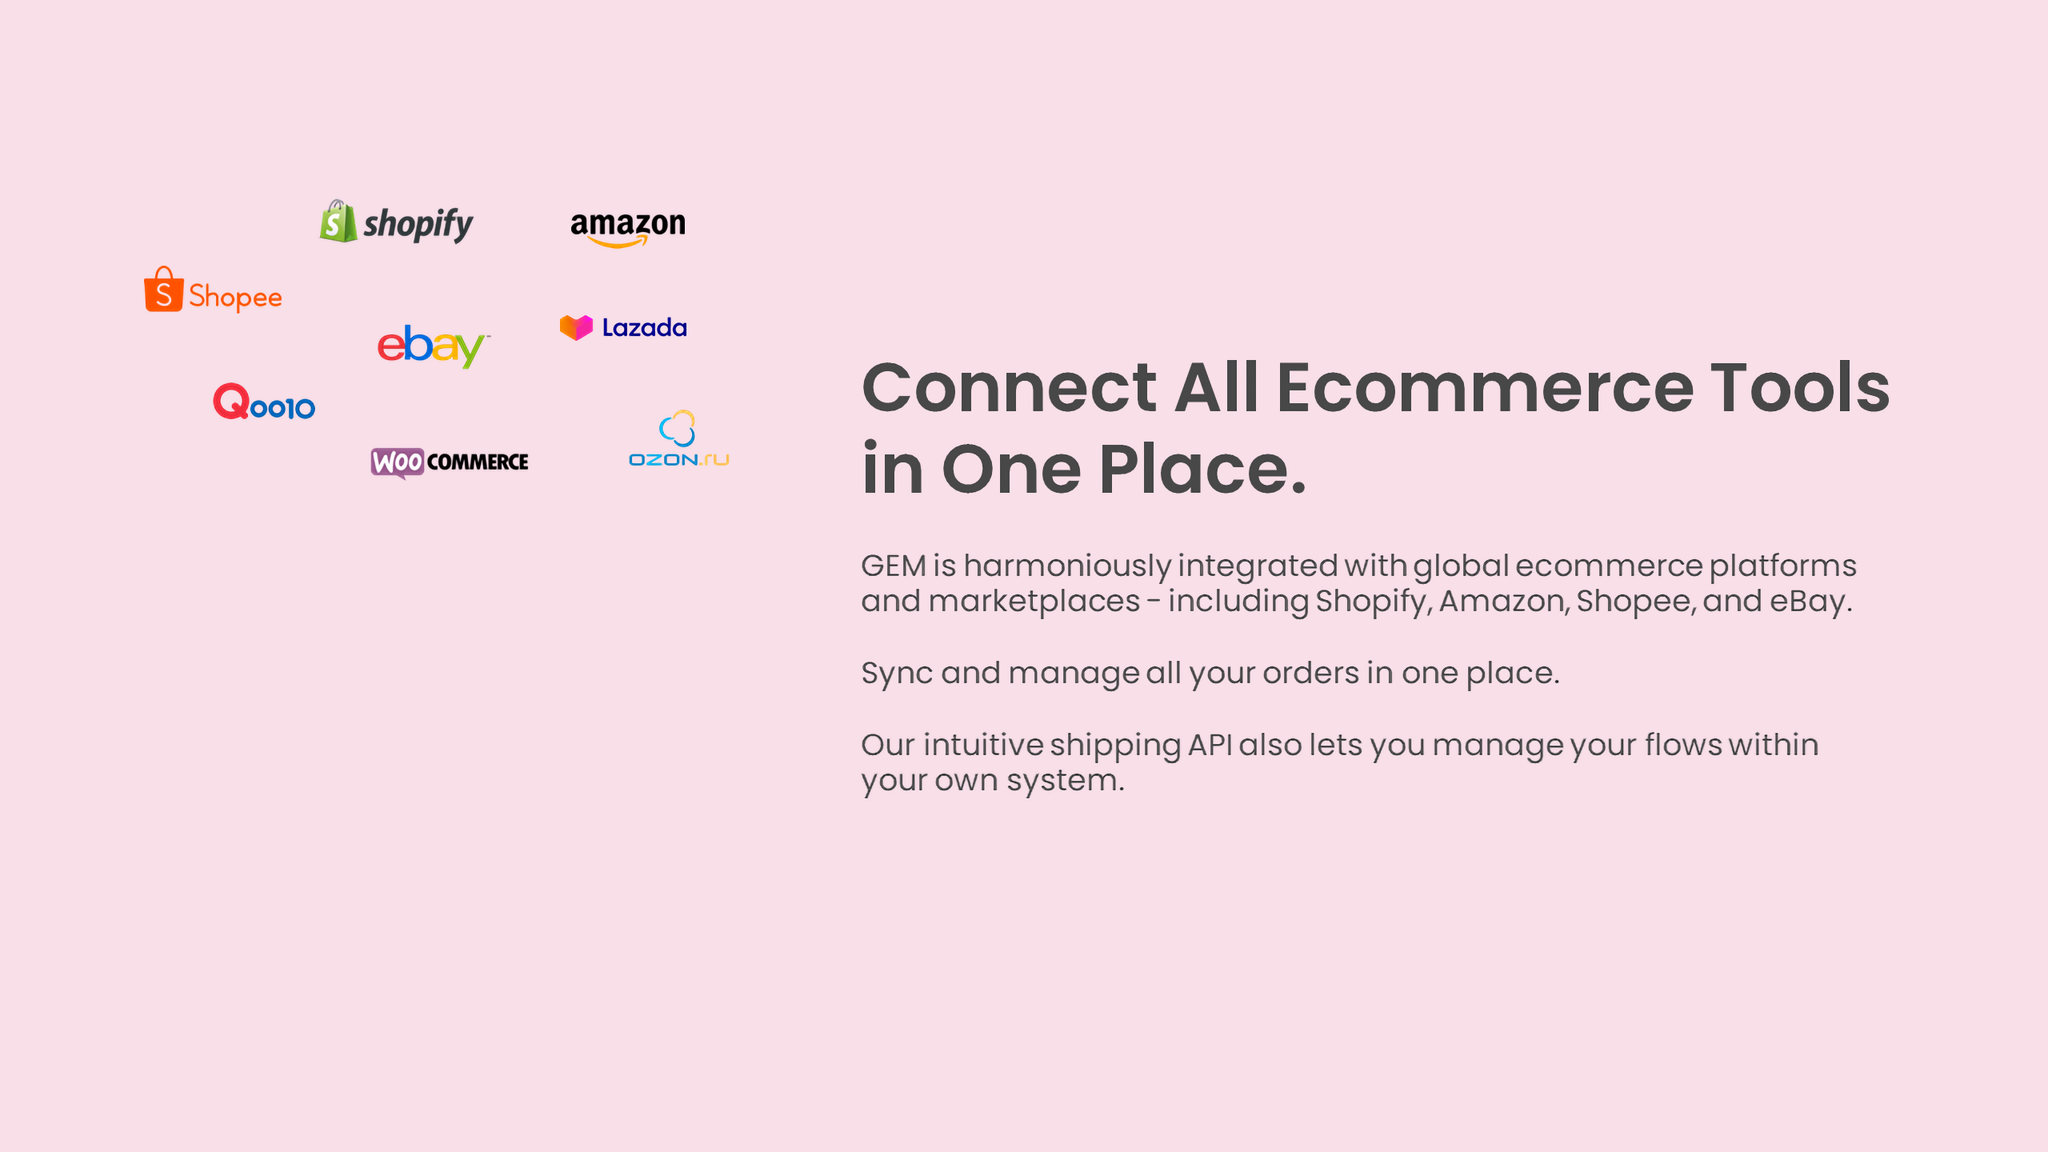 shopify
amazon
Shopee
ebay™
Lazada
Qoo10
WOO COMMERCE
OZON.ru
Connect All Ecommerce Tools
in One Place.
GEM is harmoniously integrated with global ecommerce platforms
and marketplaces - including Shopify, Amazon, Shopee, and eBay.
Sync and manage all your orders in one place.
Our intuitive shipping API also lets you manage your flows within
your own system.